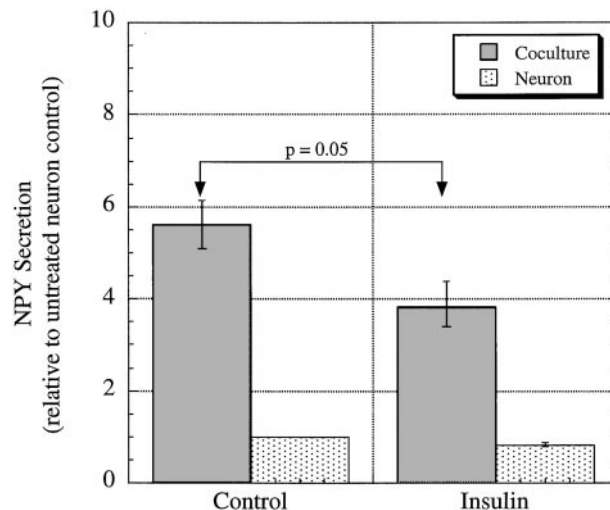 10
8
6
4
2
0
NPY Secretion
(relative to untreated neuron control)
Coculture
Neuron
p = 0.05
Control
Insulin